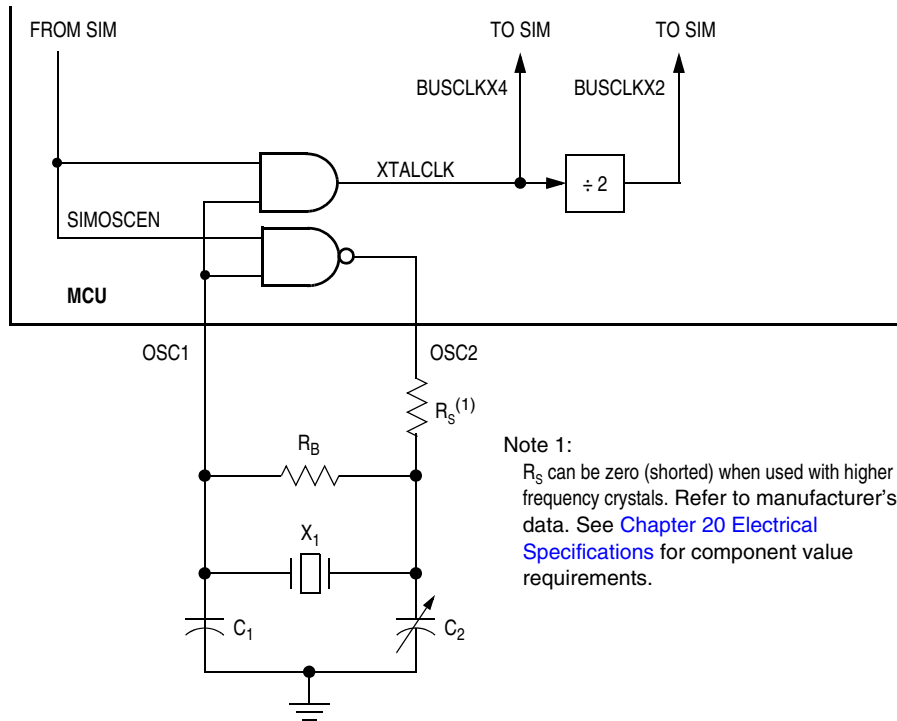 FROM SIM
TO SIM
TO SIM
BUSCLKX4
BUSCLKX2
XTALCLK
÷ 2
SIMOSCEN
MCU
OSC1
OSC2
RS(1)
RB
Note 1:
RS can be zero (shorted) when used with higher
frequency crystals. Refer to manufacturer's
data. See Chapter 20 Electrical
Specifications for component value
requirements.
X1
C1
C2